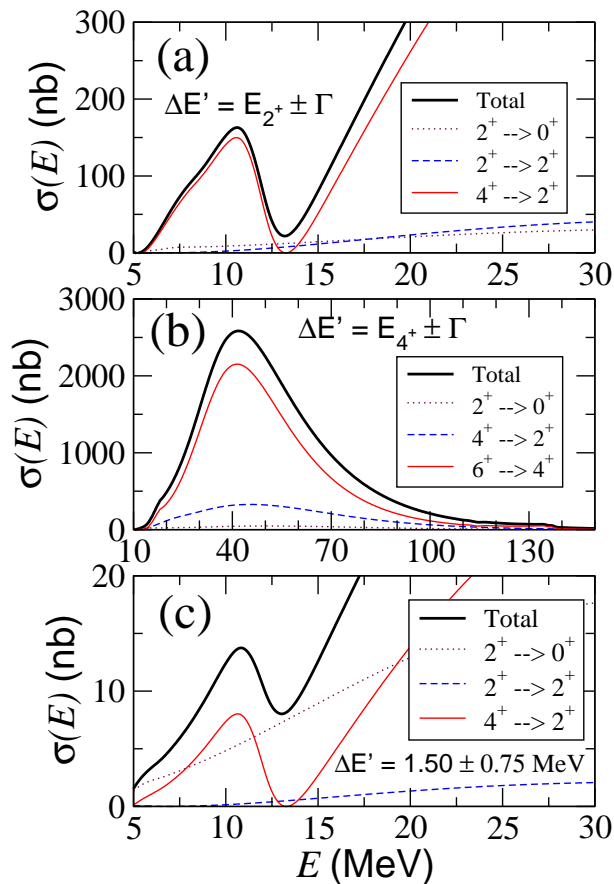 300
(a)
ΔE' = E2+ ± Γ
Total
2+ --> 0+
2+ --> 2+
4+ --> 2+
200
100
0
σ(E) (nb)
5 10 15 20 25 30
3000
(b)
ΔE' = E4+ ± Γ
Total
2+ --> 0+
4+ --> 2+
6+ --> 4+
2000
1000
0
σ(E) (nb)
10 40 70 100 130
20
(c)
Total
2+ --> 0+
2+ --> 2+
4+ --> 2+
10
0
σ(E) (nb)
ΔE' = 1.50 ± 0.75 MeV
5 10 15 20 25 30
E (MeV)